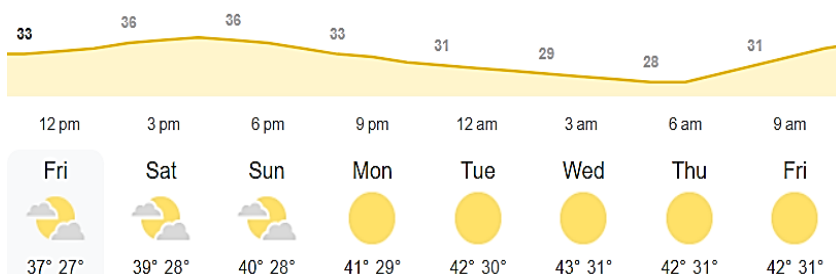 33 36 36 33 31 29 28 31
12 pm 3 pm 6 pm 9 pm 12 am 3 am 6 am 9 am
Fri Sat Sun Mon Tue Wed Thu Fri
37° 27° 39° 28° 40° 28° 41° 29° 42° 30° 43° 31° 42° 31° 42° 31°